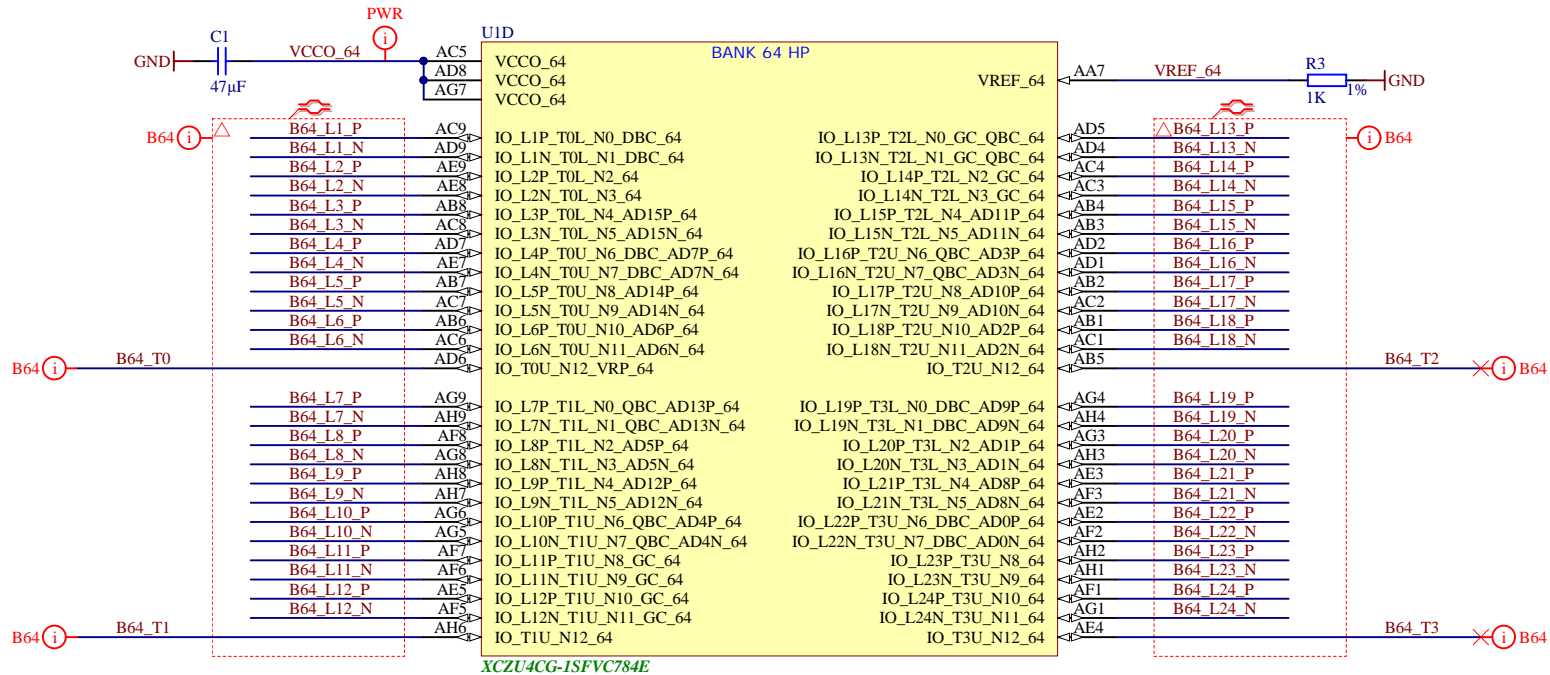 PWR
C1
U1D
GND VCCO_64 AC5 VCCO_64 BANK 64 HP
R3
AD8 VCCO_64 VREF_64 AA7 VREF_64 GND
47µF AG7 VCCO_64 1K 1%
B64 i B64_L1_P AC9 IO_L1P_T0L_N0_DBC_64 IO_L13P_T2L_N0_GC_QBC_64 AD5 B64_L13_P i B64
B64_L1_N AD9 IO_L1N_T0L_N1_DBC_64 IO_L13N_T2L_N1_GC_QBC_64 AD4 B64_L13_N
B64_L2_P AE9 IO_L2P_T0L_N2_64 IO_L14P_T2L_N2_GC_64 AC4 B64_L14_P
B64_L2_N AE8 IO_L2N_T0L_N3_64 IO_L14N_T2L_N3_GC_64 AC3 B64_L14_N
B64_L3_P AB8 IO_L3P_T0L_N4_AD15P_64 IO_L15P_T2L_N4_AD11P_64 AB4 B64_L15_P
B64_L3_N AC8 IO_L3N_T0L_N5_AD15N_64 IO_L15N_T2L_N5_AD11N_64 AB3 B64_L15_N
B64_L4_P AD7 IO_L4P_T0U_N6_DBC_AD7P_64 IO_L16P_T2U_N6_QBC_AD3P_64 AD2 B64_L16_P
B64_L4_N AE7 IO_L4N_T0U_N7_DBC_AD7N_64 IO_L16N_T2U_N7_QBC_AD3N_64 AD1 B64_L16_N
B64_L5_P AB7 IO_L5P_T0U_N8_AD14P_64 IO_L17P_T2U_N8_AD10P_64 AB2 B64_L17_P
B64_L5_N AC7 IO_L5N_T0U_N9_AD14N_64 IO_L17N_T2U_N9_AD10N_64 AC2 B64_L17_N
B64_L6_P AB6 IO_L6P_T0U_N10_AD6P_64 IO_L18P_T2U_N10_AD2P_64 AB1 B64_L18_P
B64_L6_N AC6 IO_L6N_T0U_N11_AD6N_64 IO_L18N_T2U_N11_AD2N_64 AC1 B64_L18_N
B64 i B64_T0 AD6 IO_T0U_N12_VRP_64 IO_T2U_N12_64 AB5 B64_T2 i B64
B64_L7_P AG9 IO_L7P_T1L_N0_QBC_AD13P_64 IO_L19P_T3L_N0_DBC_AD9P_64 AG4 B64_L19_P
B64_L7_N AH9 IO_L7N_T1L_N1_QBC_AD13N_64 IO_L19N_T3L_N1_DBC_AD9N_64 AH4 B64_L19_N
B64_L8_P AF8 IO_L8P_T1L_N2_AD5P_64 IO_L20P_T3L_N2_AD1P_64 AG3 B64_L20_P
B64_L8_N AG8 IO_L8N_T1L_N3_AD5N_64 IO_L20N_T3L_N3_AD1N_64 AH3 B64_L20_N
B64_L9_P AH8 IO_L9P_T1L_N4_AD12P_64 IO_L21P_T3L_N4_AD8P_64 AE3 B64_L21_P
B64_L9_N AH7 IO_L9N_T1L_N5_AD12N_64 IO_L21N_T3L_N5_AD8N_64 AF3 B64_L21_N
B64_L10_P AG6 IO_L10P_T1U_N6_QBC_AD4P_64 IO_L22P_T3U_N6_DBC_AD0P_64 AE2 B64_L22_P
B64_L10_N AG5 IO_L10N_T1U_N7_QBC_AD4N_64 IO_L22N_T3U_N7_DBC_AD0N_64 AF2 B64_L22_N
B64_L11_P AF7 IO_L11P_T1U_N8_GC_64 IO_L23P_T3U_N8_64 AH2 B64_L23_P
B64_L11_N AF6 IO_L11N_T1U_N9_GC_64 IO_L23N_T3U_N9_64 AH1 B64_L23_N
B64_L12_P AE5 IO_L12P_T1U_N10_GC_64 IO_L24P_T3U_N10_64 AF1 B64_L24_P
B64_L12_N AF5 IO_L12N_T1U_N11_GC_64 IO_L24N_T3U_N11_64 AG1 B64_L24_N
B64 i B64_T1 AH6 IO_T1U_N12_64 IO_T3U_N12_64 AE4 B64_T3 i B64
XCZU4CG-1SFVC784E